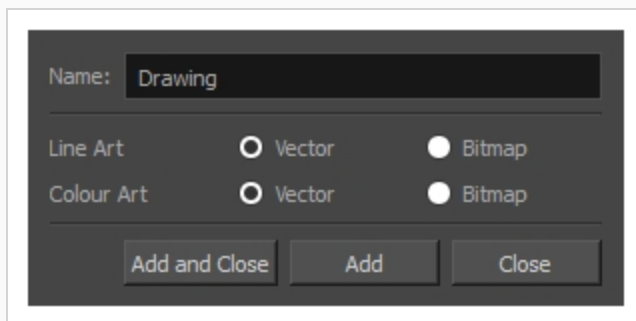 Name: Drawing
Line Art Vector Bitmap
Colour Art Vector Bitmap
Add and Close Add Close